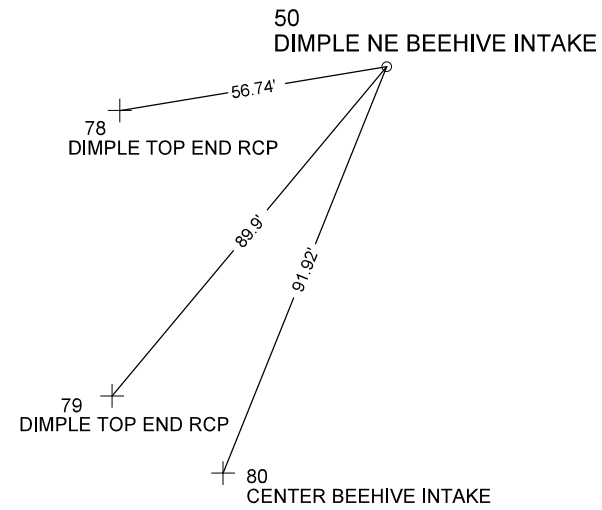 50
DIMPLE NE BEEHIVE INTAKE
56.74'
78
DIMPLE TOP END RCP
89.9'
91.92'
79
DIMPLE TOP END RCP
80
CENTER BEEHIVE INTAKE